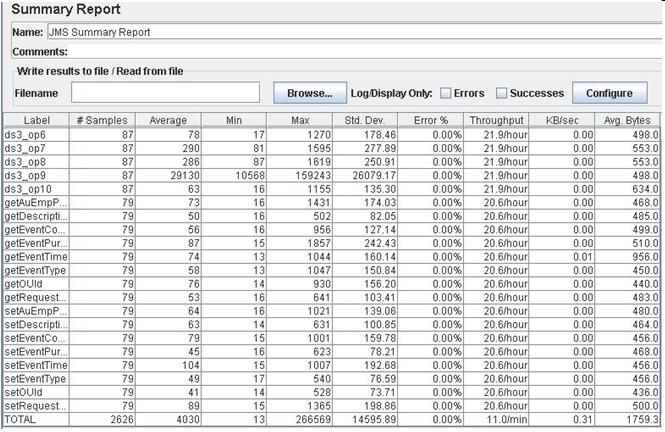 Summary Report
Name: JMS Summary Report
Comments:
Write results to file / Read from file
Filename Browse... Log/Display Only: Errors Successes Configure
Label # Samples Average Min Max Std. Dev. Error % Throughput KB/sec Avg. Bytes
ds3_op6 87 78 17 1270 178.46 0.00% 21.9/hour 0.00 498.0
ds3_op7 87 290 81 1595 277.89 0.00% 21.9/hour 0.00 553.0
ds3_op8 87 286 87 1619 250.91 0.00% 21.9/hour 0.00 553.0
ds3_op9 87 29130 10568 159243 26079.17 0.00% 21.9/hour 0.00 498.0
ds3_op10 87 63 16 1155 135.30 0.00% 21.9/hour 0.00 634.0
getAuEmpP... 79 73 16 1431 174.03 0.00% 20.6/hour 0.00 468.0
getDescripti... 79 50 16 502 82.05 0.00% 20.6/hour 0.00 485.0
getEventCo... 79 56 16 956 127.14 0.00% 20.6/hour 0.00 499.0
getEventPur... 79 87 15 1857 242.43 0.00% 20.6/hour 0.00 510.0
getEventTime 79 74 13 1044 160.14 0.00% 20.6/hour 0.01 956.0
getEventType 79 58 13 1047 150.84 0.00% 20.6/hour 0.00 450.0
getOUId 79 76 14 930 156.20 0.00% 20.6/hour 0.00 440.0
getRequest... 79 53 16 641 103.41 0.00% 20.6/hour 0.00 483.0
setAuEmpP... 79 64 16 1021 139.06 0.00% 20.6/hour 0.00 480.0
setDescripti... 79 63 14 631 100.85 0.00% 20.6/hour 0.00 464.0
setEventCo... 79 79 15 1001 159.78 0.00% 20.6/hour 0.00 456.0
setEventPur... 79 45 16 623 78.21 0.00% 20.6/hour 0.00 468.0
setEventTime 79 104 15 1007 192.68 0.00% 20.6/hour 0.00 456.0
setEventType 79 49 17 540 76.59 0.00% 20.6/hour 0.00 456.0
setOUId 79 41 14 528 73.71 0.00% 20.6/hour 0.00 436.0
setRequest... 79 89 15 1365 198.86 0.00% 20.6/hour 0.00 500.0
TOTAL 2626 4030 13 266569 14595.89 0.00% 11.0/min 0.31 1759.3